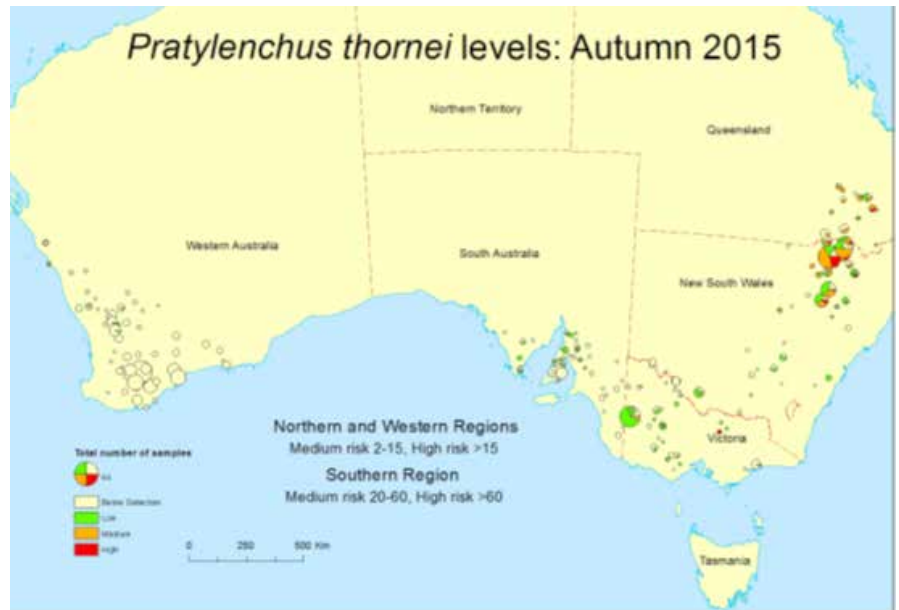 Pratylenchus thornei levels: Autumn 2015
Northern Territory
Queensland
Western Australia
South Australia
New South Wales
Northern and Western Regions
Medium risk 2-15, High risk >15
Southern Region
Medium risk 20-60, High risk >60
Victoria
Total number of samples
Below Detection
Low
Medium
High
0 250 500 Km
Tasmania